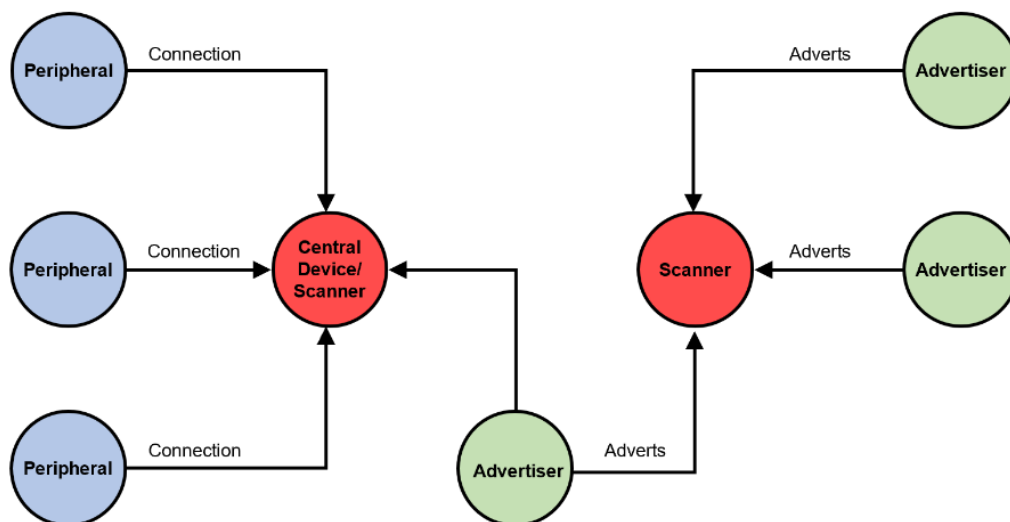 Connection
Adverts
Peripheral
Advertiser
Connection
Adverts
Peripheral
Central
Device/
Scanner
Scanner
Advertiser
Connection
Adverts
Peripheral
Advertiser